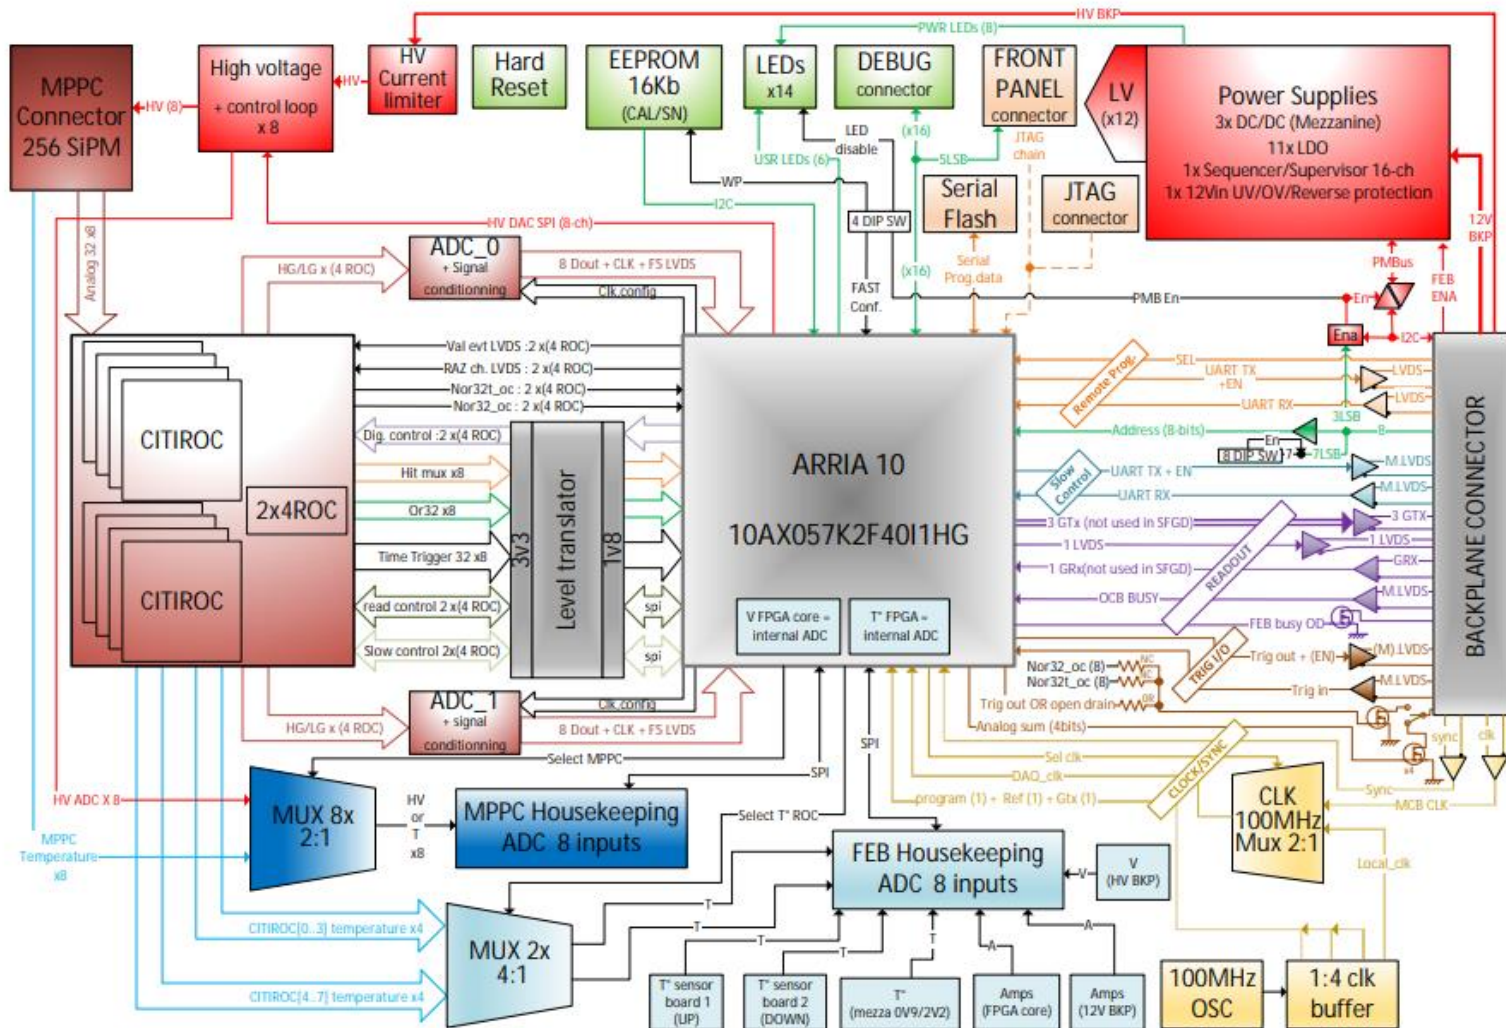 HV BKP
PWR LEDs (8)
MPPC
Connector
256 SiPM
HV (8)
High voltage
+ control loop
x 8
HV
HV
Current
limiter
Hard
Reset
EEPROM
16Kb
(CAL/SN)
LEDs
x14
DEBUG
connector
FRONT
PANEL
connector
LV
(x12)
Power Supplies
3x DC/DC (Mezzanine)
11x LDO
1x Sequencer/Supervisor 16-ch
1x 12Vin UV/OV/Reverse protection
LED
disable
(x16)
JTAG
chain
USR LEDs (6)
5LSB
WP
I2C
4 DIP SW
Serial
Flash
JTAG
connector
12V
BKP
HV DAC SPI (8-ch)
Analog 32 x8
HG/LG x (4 ROC)
ADC_0
+ Signal
conditionning
8 Dout + CLK + FS LVDS
Clk.config
FAST
Conf.
(x16)
Serial
Prog.data
PMB En
PMBus
En
FEB
ENA
Ena
I2C
Val evt LVDS : 2 x(4 ROC)
RAZ ch. LVDS : 2 x(4 ROC)
Nor32t_oc : 2 x(4 ROC)
Nor32_oc : 2 x(4 ROC)
Dig. control :2 x(4 ROC)
Hit mux x8
Or32 x8
Time Trigger 32 x8
read control 2 x(4 ROC)
Slow control 2x(4 ROC)
CITIROC
2x4ROC
CITIROC
3v3
Level translator
1v8
spi
spi
ARRIA 10
10AX057K2F40I1HG
V FPGA core =
internal ADC
T° FPGA =
internal ADC
Remote Prog.
SEL
UART TX
+EN
LVDS
UART RX
LVDS
3LSB
Address (8-bits)
8
En
8 DIP SW
7
7LSB
Slow
Control
UART TX + EN
M.LVDS
UART RX
M.LVDS
3 GTx (not used in SFGD)
3 GTX
1 LVDS
1 LVDS
READOUT
1 GRx(not used in SFGD)
GRX
OCB BUSY
M.LVDS
FEB busy OD
TRIG I/O
Trig out + (EN)
(M).LVDS
Trig in
M.LVDS
BACKPLANE CONNECTOR
Nor32_oc (8)
NC
Nor32t_oc (8)
NC
Trig out OR open drain
0R
Analog sum (4bits)
x4
sync
clk
HG/LG x (4 ROC)
ADC_1
+ signal
conditionning
Clk.config
8 Dout + CLK + FS LVDS
Select MPPC
SPI
SPI
Sel clk
DAQ_clk
CLOCK/SYNC
program (1) + Ref (1) + Gtx (1)
Sync
MCB CLK
CLK
100MHz
Mux 2:1
Local_clk
HV ADC X 8
MUX 8x
2:1
HV
or
T
x8
MPPC Housekeeping
ADC 8 inputs
Select T° ROC
MPPC
Temperature
x8
FEB Housekeeping
ADC 8 inputs
V
V
(HV BKP)
CITIROC[0..3] temperature x4
CITIROC[4..7] temperature x4
MUX 2x
4:1
T
T
T
T
T
A
A
T° sensor
board 1
(UP)
T° sensor
board 2
(DOWN)
T°
(mezza 0V9/2V2)
Amps
(FPGA core)
Amps
(12V BKP)
100MHz
OSC
1:4 clk
buffer